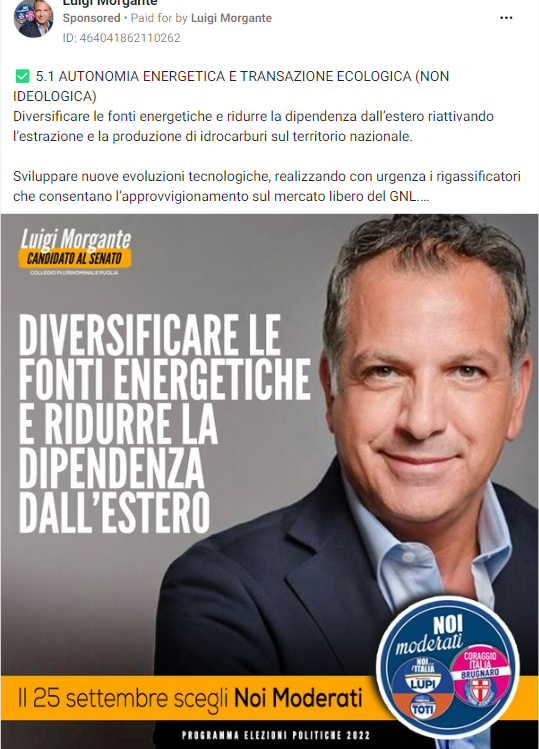 Luigi Morgante
Sponsored • Paid for by Luigi Morgante
ID: 464041862110262
✅ 5.1 AUTONOMIA ENERGETICA E TRANSAZIONE ECOLOGICA (NON
IDEOLOGICA)
Diversificare le fonti energetiche e ridurre la dipendenza dall'estero riattivando
l'estrazione e la produzione di idrocarburi sul territorio nazionale.
Sviluppare nuove evoluzioni tecnologiche, realizzando con urgenza i rigassificatori
che consentano l'approvvigionamento sul mercato libero del GNL....
Luigi Morgante
CANDIDATO AL SENATO
COLLEGIO PLURINOMINALE PUGLIA
DIVERSIFICARE LE
FONTI ENERGETICHE
E RIDURRE LA
DIPENDENZA
DALL'ESTERO
NOI
moderati
NOI...
L'ITALIA
LUPI
CORAGGIO
ITALIA
BRUGNARO
TOTI
Il 25 settembre scegli Noi Moderati
PROGRAMMA ELEZIONI POLITICHE 2022